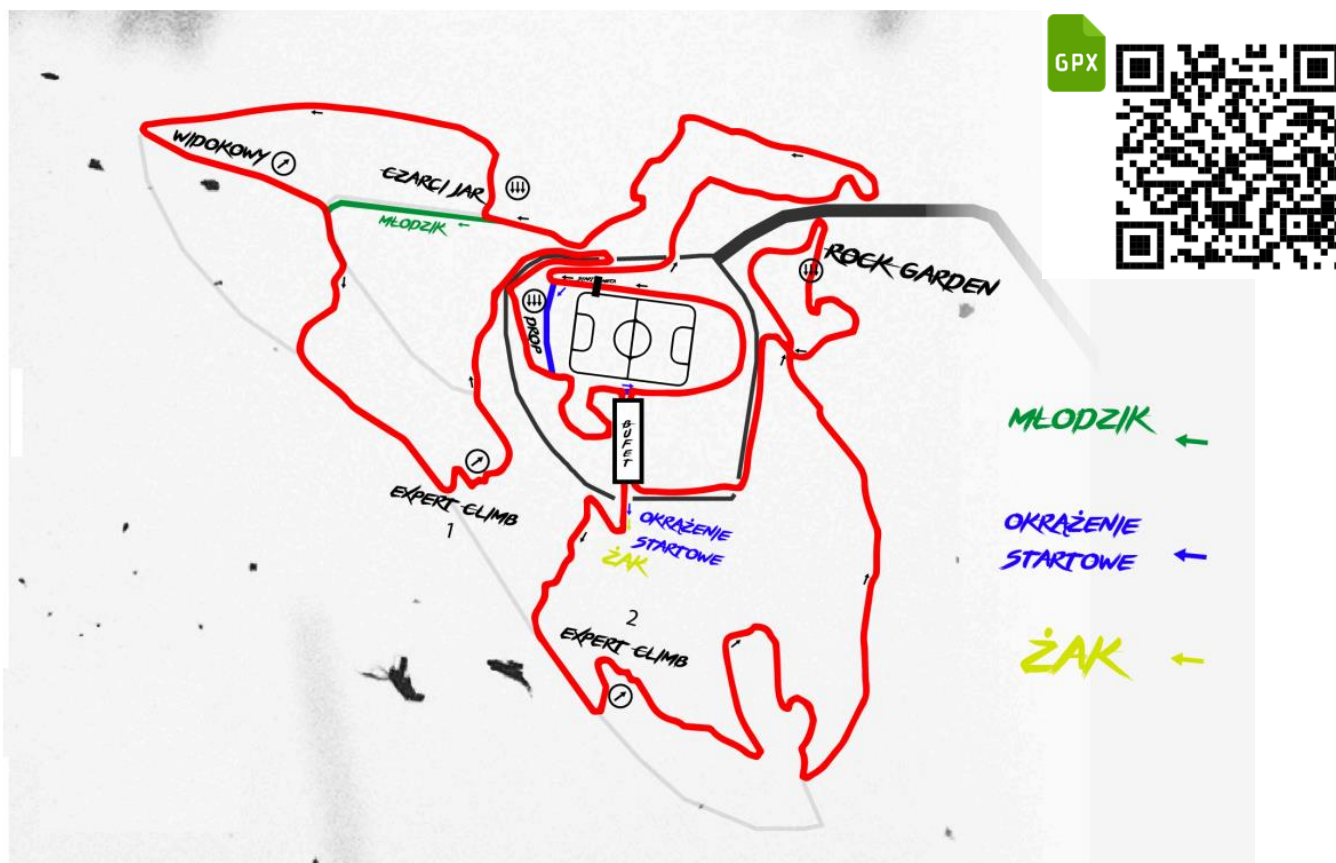 GPX
WIDOKOWY
CZARCI JAR
MŁODZIK
ROCK GARDEN
DROP
BUFET
MŁODZIK
EXPERT CLIMB
1
OKRĄŻENIE
STARTOWE
ŻAK
OKRĄŻENIE
STARTOWE
2
EXPERT CLIMB
ŻAK